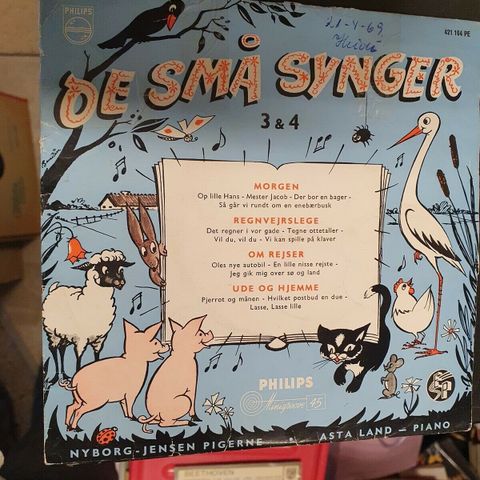 PHILIPS
21-4-69
421 104 PE
DE SMÅ SYNGER
3 & 4
MORGEN
Op lille Hans - Mester Jacob - Der bor en bager -
Så går vi rundt om en enebærbusk
REGNVEJRSLEGE
Det regner i vor gade - Tegne ottetaller -
Vil du, vil du - Vi kan spille på klaver
OM REJSER
Oles nye autobil - En lille nisse rejste -
Jeg gik mig over sø og land
UDE OG HJEMME
Pjerrot og månen - Hvilket postbud en due -
Lasse, Lasse lille
PHILIPS
Minigroove 45
NYBORG-JENSEN PIGERNE • ASTA LAND — PIANO
BEETHOVEN